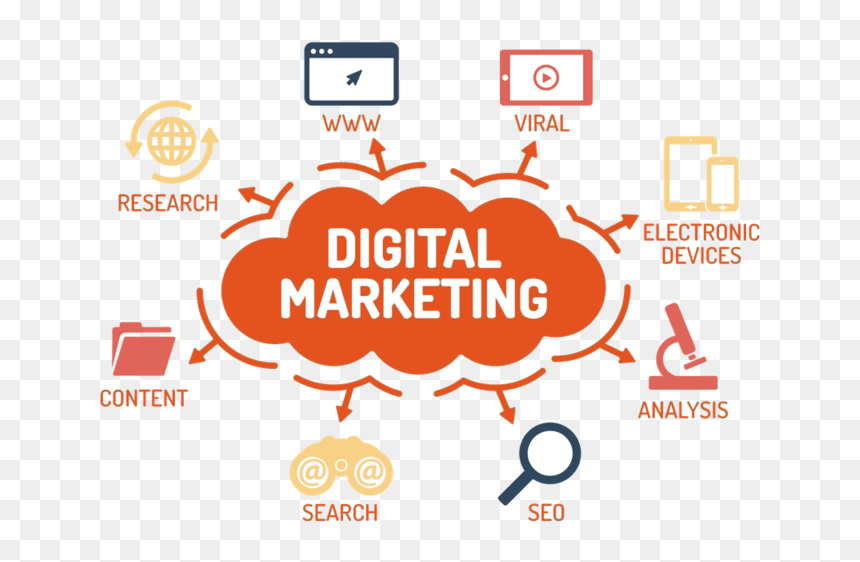 WWW
VIRAL
RESEARCH
ELECTRONIC
DEVICES
DIGITAL
MARKETING
CONTENT
ANALYSIS
@ @
SEARCH
SEO